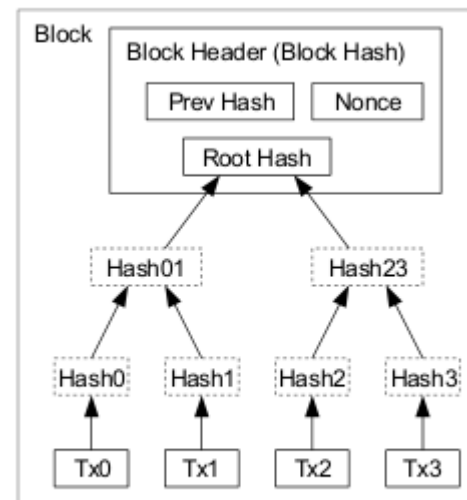 Block
Block Header (Block Hash)
Prev Hash Nonce
Root Hash
Hash01 Hash23
Hash0 Hash1 Hash2 Hash3
Tx0 Tx1 Tx2 Tx3